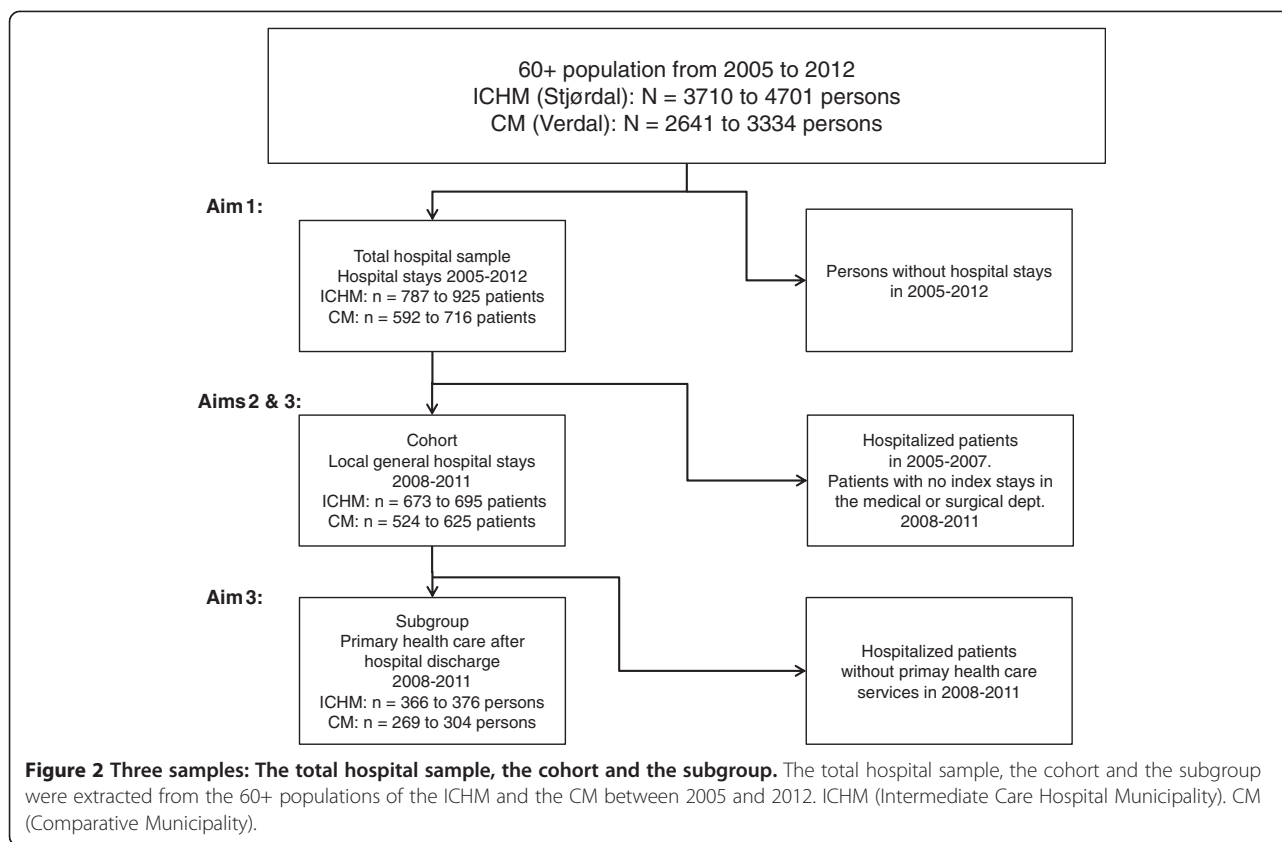 60+ population from 2005 to 2012
ICHM (Stjørdal): N = 3710 to 4701 persons
CM (Verdal): N = 2641 to 3334 persons
Aim 1:
Total hospital sample
Hospital stays 2005-2012
ICHM: n = 787 to 925 patients
CM: n = 592 to 716 patients
Persons without hospital stays
in 2005-2012
Aims 2 & 3:
Cohort
Local general hospital stays
2008-2011
ICHM: n = 673 to 695 patients
CM: n = 524 to 625 patients
Hospitalized patients
in 2005-2007.
Patients with no index stays in
the medical or surgical dept.
2008-2011
Aim 3:
Subgroup
Primary health care after
hospital discharge
2008-2011
ICHM: n = 366 to 376 persons
CM: n = 269 to 304 persons
Hospitalized patients
without primay health care
services in 2008-2011
Figure 2 Three samples: The total hospital sample, the cohort and the subgroup. The total hospital sample, the cohort and the subgroup
were extracted from the 60+ populations of the ICHM and the CM between 2005 and 2012. ICHM (Intermediate Care Hospital Municipality). CM
(Comparative Municipality).